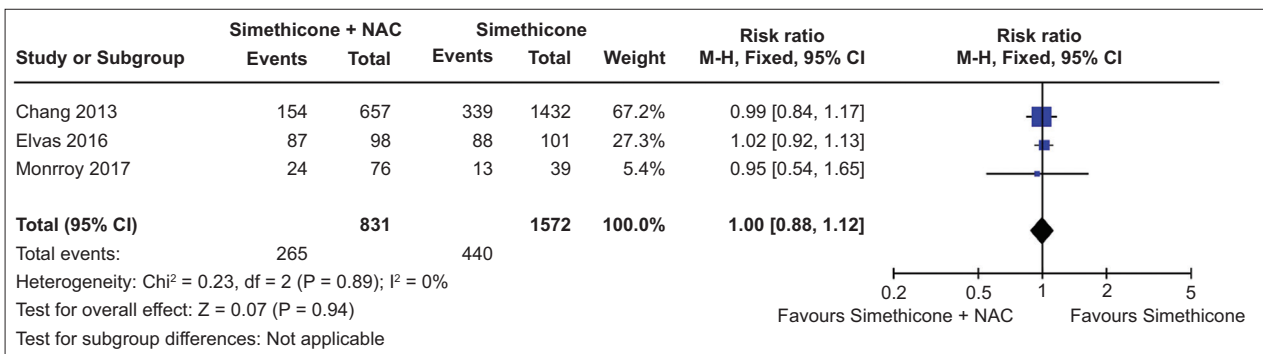 Simethicone + NAC Simethicone Risk ratio Risk ratio
Study or Subgroup Events Total Events Total Weight M-H, Fixed, 95% CI M-H, Fixed, 95% CI
Chang 2013 154 657 339 1432 67.2% 0.99 [0.84, 1.17]
Elvas 2016 87 98 88 101 27.3% 1.02 [0.92, 1.13]
Monrroy 2017 24 76 13 39 5.4% 0.95 [0.54, 1.65]
Total (95% CI) 831 1572 100.0% 1.00 [0.88, 1.12]
Total events: 265 440
Heterogeneity: Chi² = 0.23, df = 2 (P = 0.89); I² = 0%
Test for overall effect: Z = 0.07 (P = 0.94)
Test for subgroup differences: Not applicable
0.2 0.5 1 2 5
Favours Simethicone + NAC Favours Simethicone